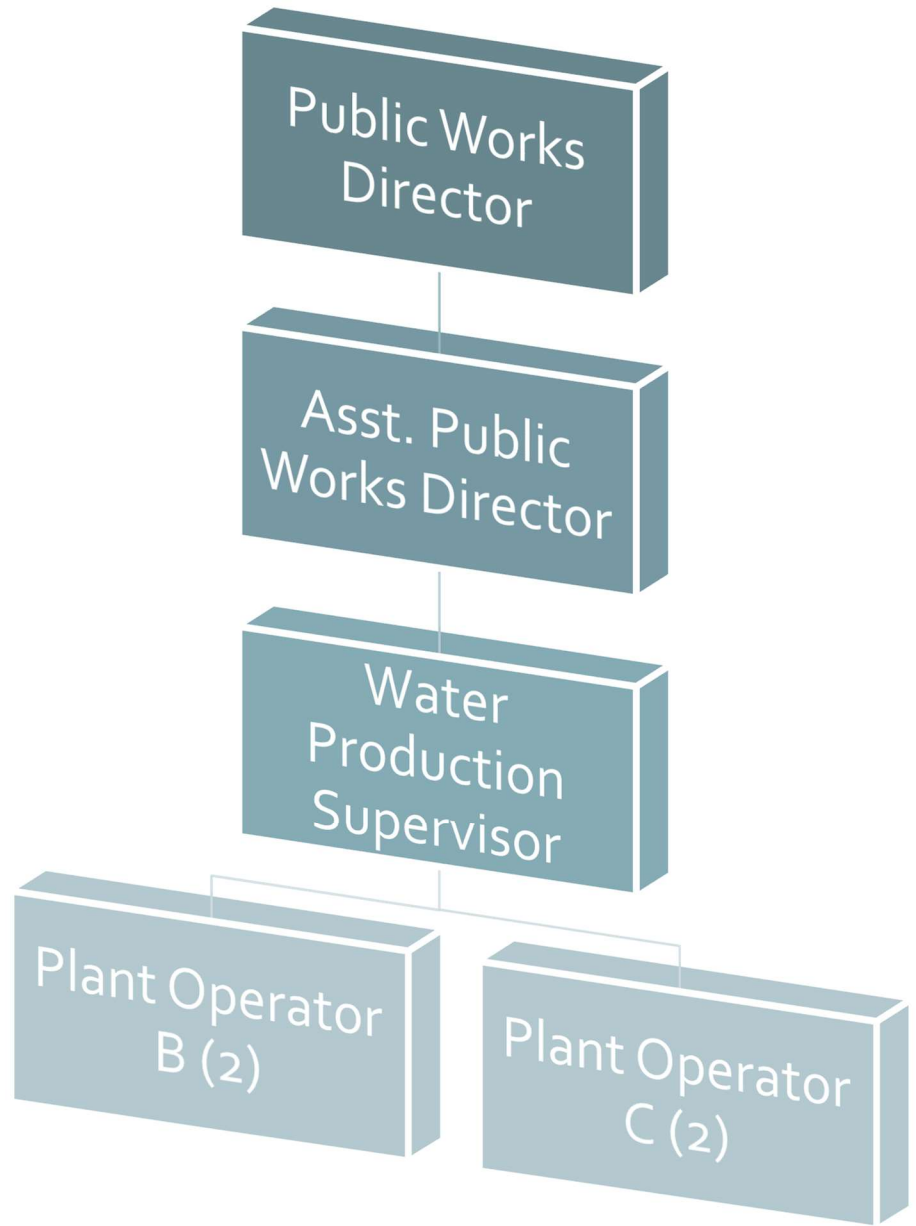 Public Works
Director
Asst. Public
Works Director
Water
Production
Supervisor
Plant Operator
B (2)
Plant Operator
C (2)